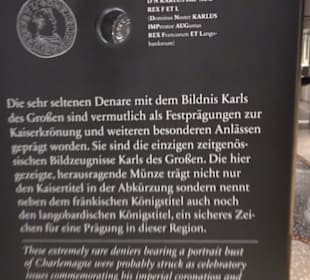 D N KARLUS IMP AUG
REX F ET L
(Dominus Noster KARLUS
IMPerator AUGustus
REX Francorum ET Lango-
bardorum)
Die sehr seltenen Denare mit dem Bildnis Karls
des Großen sind vermutlich als Festprägungen zur
Kaiserkrönung und weiteren besonderen Anlässen
geprägt worden. Sie sind die einzigen zeitgenös-
sischen Bildzeugnisse Karls des Großen. Die hier
gezeigte, herausragende Münze trägt nicht nur
den Kaisertitel in der Abkürzung sondern nennt
neben dem fränkischen Königstitel auch noch
den langobardischen Königstitel, ein sicheres Zei-
chen für eine Prägung in dieser Region.
These extremely rare deniers bearing a portrait bust
of Charlemagne were probably struck as celebratory
issues commemorating his imperial coronation and